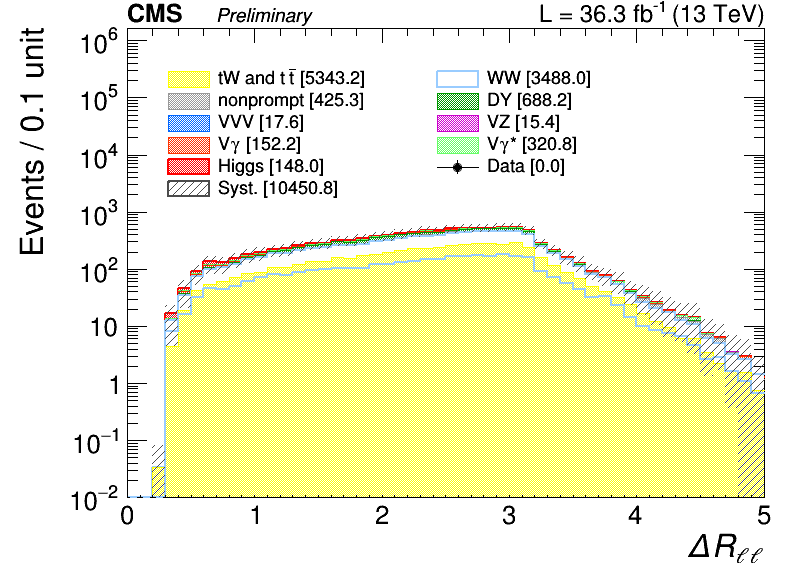 CMS Preliminary L = 36.3 fb⁻¹ (13 TeV)
Events / 0.1 unit
10⁶
10⁵
10⁴
10³
10²
10
1
10⁻¹
10⁻²
tW and tt̄ [5343.2]
WW [3488.0]
nonprompt [425.3]
DY [688.2]
VVV [17.6]
VZ [15.4]
Vγ [152.2]
Vγ* [320.8]
Higgs [148.0]
Data [0.0]
Syst. [10450.8]
0 1 2 3 4 5
ΔR_ℓℓ